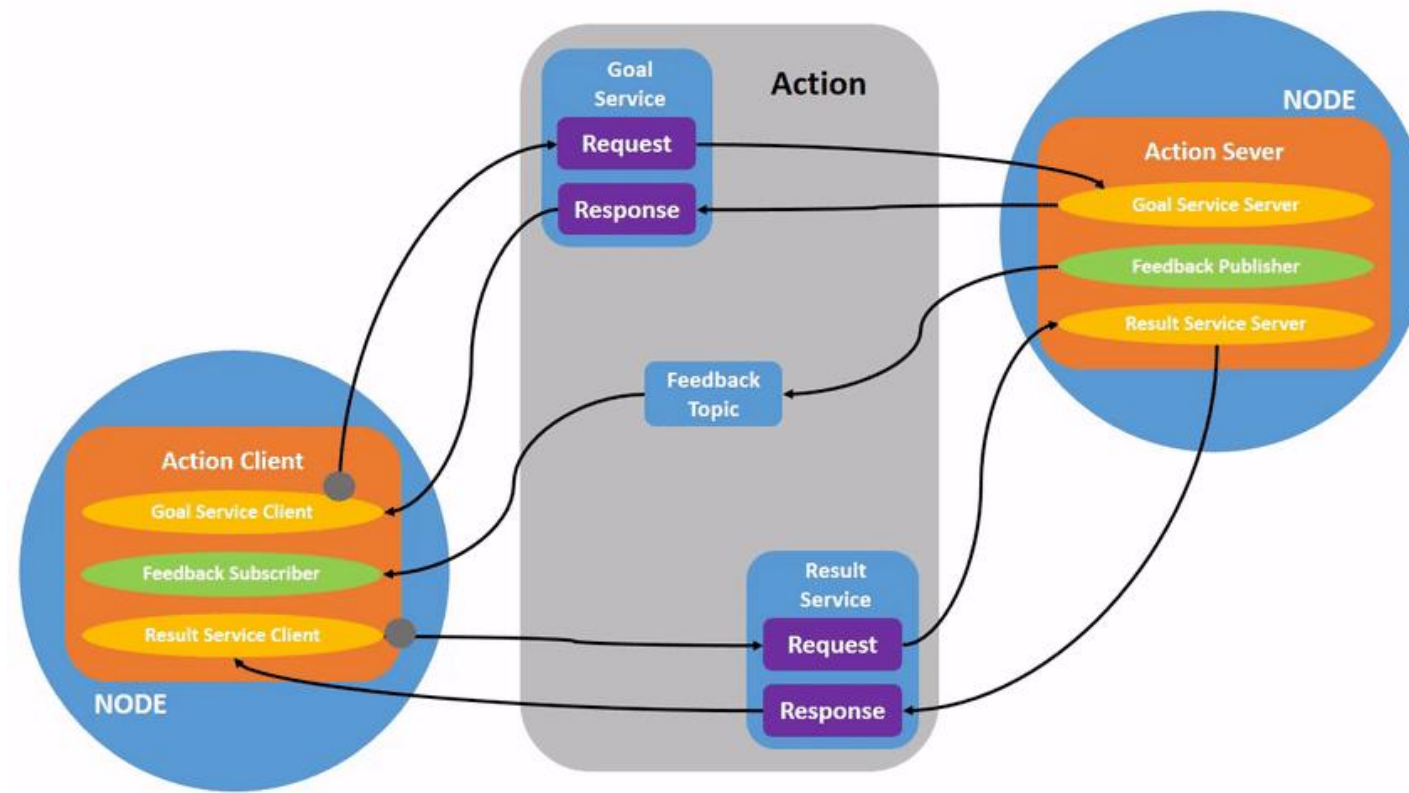 Goal
Service
Request
Response
Action
NODE
Action Sever
Goal Service Server
Feedback Publisher
Result Service Server
Feedback
Topic
Action Client
Goal Service Client
Feedback Subscriber
Result Service Client
NODE
Result
Service
Request
Response